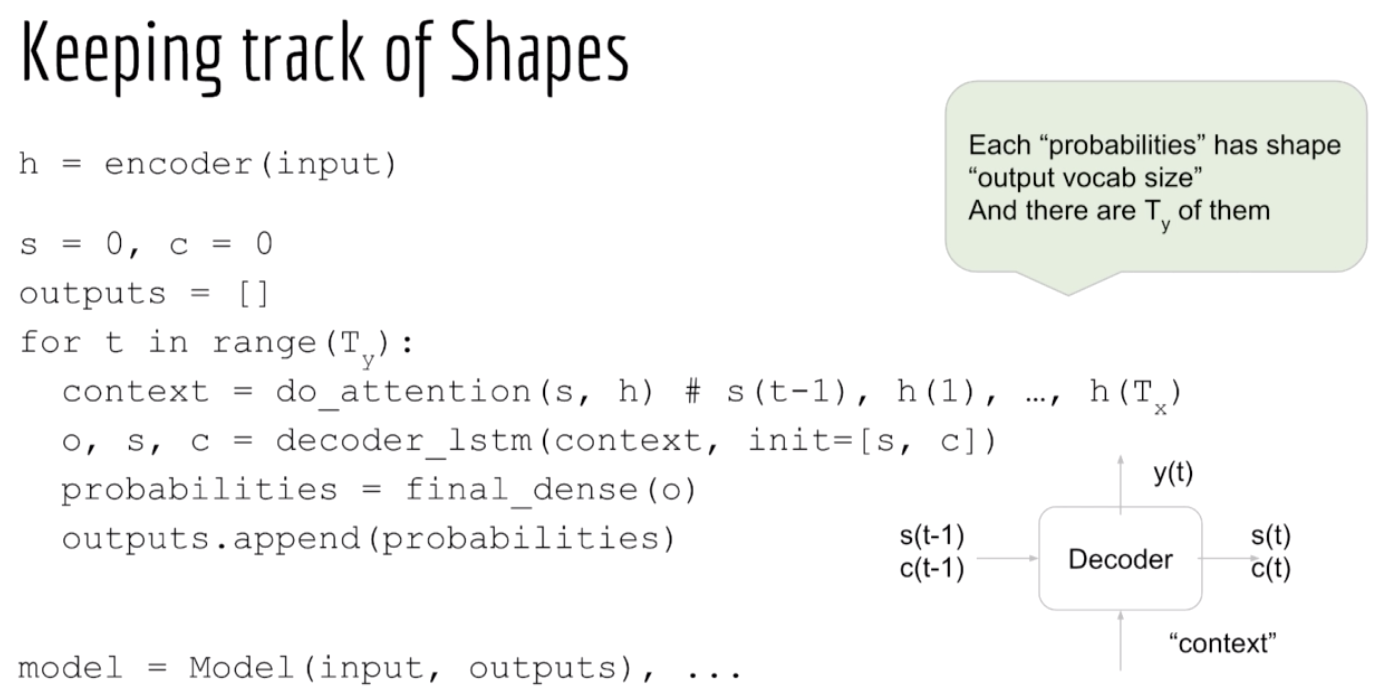 Keeping track of Shapes
h = encoder(input)
s = 0, c = 0
outputs = []
for t in range(T_y):
  context = do_attention(s, h) # s(t-1), h(1), …, h(T_x)
  o, s, c = decoder_lstm(context, init=[s, c])
  probabilities = final_dense(o)
  outputs.append(probabilities)
model = Model(input, outputs), ...
Each “probabilities” has shape
“output vocab size”
And there are T_y of them
y(t)
s(t-1)
c(t-1)
Decoder
s(t)
c(t)
“context”